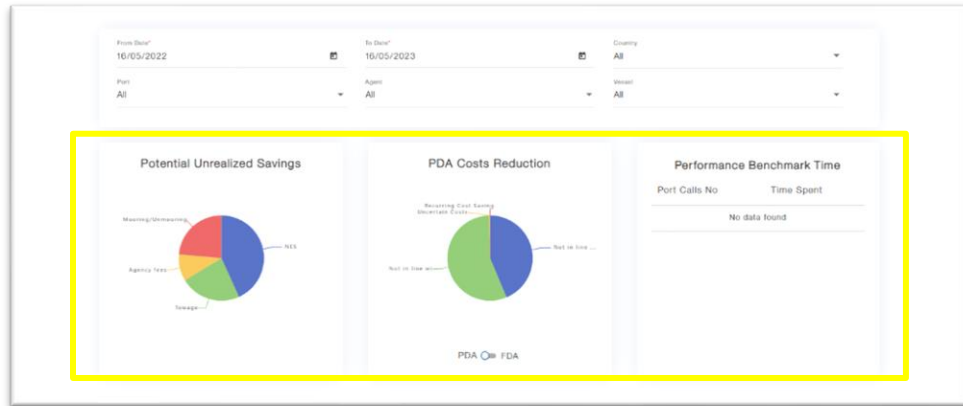 From Date*
16/05/2022
To Date*
16/05/2023
Country
All
Port
All
Agent
All
Vessel
All
Potential Unrealized Savings
Mooring/Unmooring
NES
Agency fees
Towage
PDA Costs Reduction
Recurring Cost Saving
Uncertain Costs
Not in line ...
Not in line wi...
PDA FDA
Performance Benchmark Time
Port Calls No Time Spent
No data found